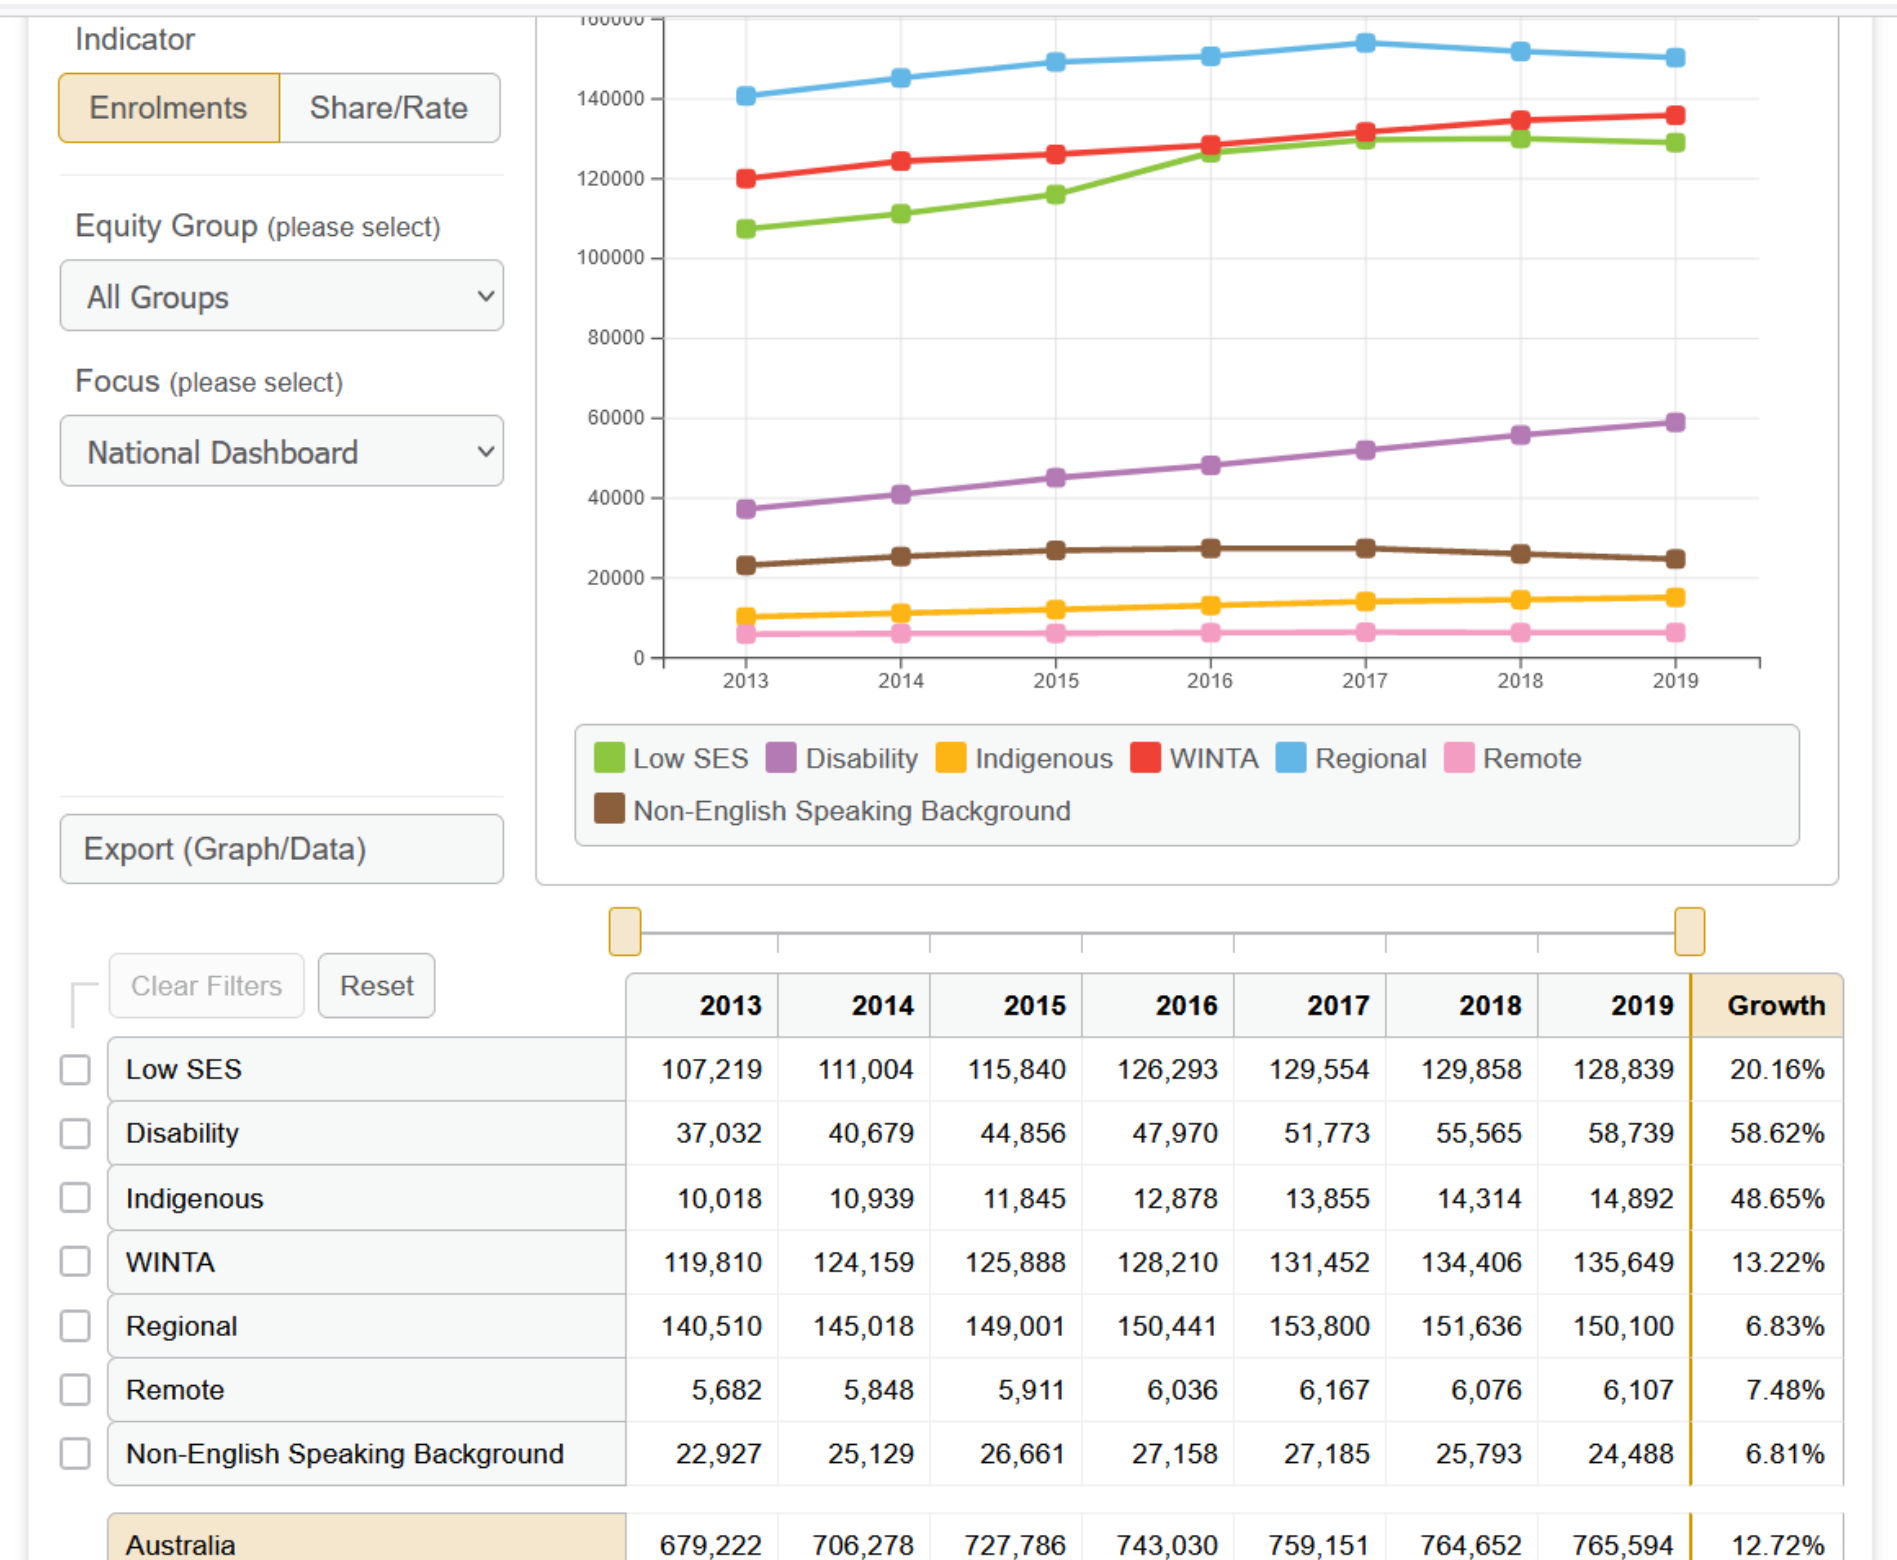 Indicator
Enrolments Share/Rate
Equity Group (please select)
All Groups
Focus (please select)
National Dashboard
Export (Graph/Data)
160000
140000
120000
100000
80000
60000
40000
20000
0
2013 2014 2015 2016 2017 2018 2019
Low SES Disability Indigenous WINTA Regional Remote
Non-English Speaking Background
Clear Filters Reset
2013 2014 2015 2016 2017 2018 2019 Growth
Low SES 107,219 111,004 115,840 126,293 129,554 129,858 128,839 20.16%
Disability 37,032 40,679 44,856 47,970 51,773 55,565 58,739 58.62%
Indigenous 10,018 10,939 11,845 12,878 13,855 14,314 14,892 48.65%
WINTA 119,810 124,159 125,888 128,210 131,452 134,406 135,649 13.22%
Regional 140,510 145,018 149,001 150,441 153,800 151,636 150,100 6.83%
Remote 5,682 5,848 5,911 6,036 6,167 6,076 6,107 7.48%
Non-English Speaking Background 22,927 25,129 26,661 27,158 27,185 25,793 24,488 6.81%
Australia 679,222 706,278 727,786 743,030 759,151 764,652 765,594 12.72%